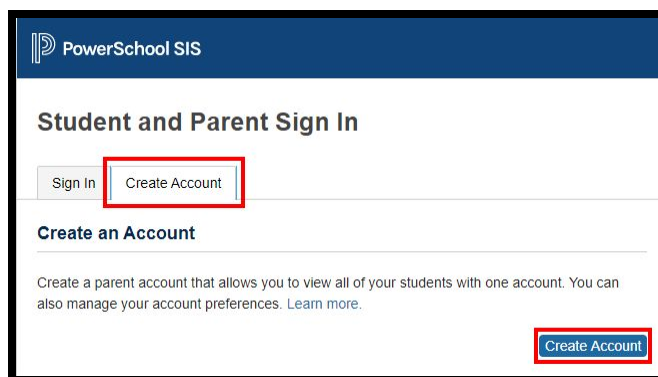 PowerSchool SIS
Student and Parent Sign In
Sign In
Create Account
Create an Account
Create a parent account that allows you to view all of your students with one account. You can
also manage your account preferences. Learn more.
Create Account